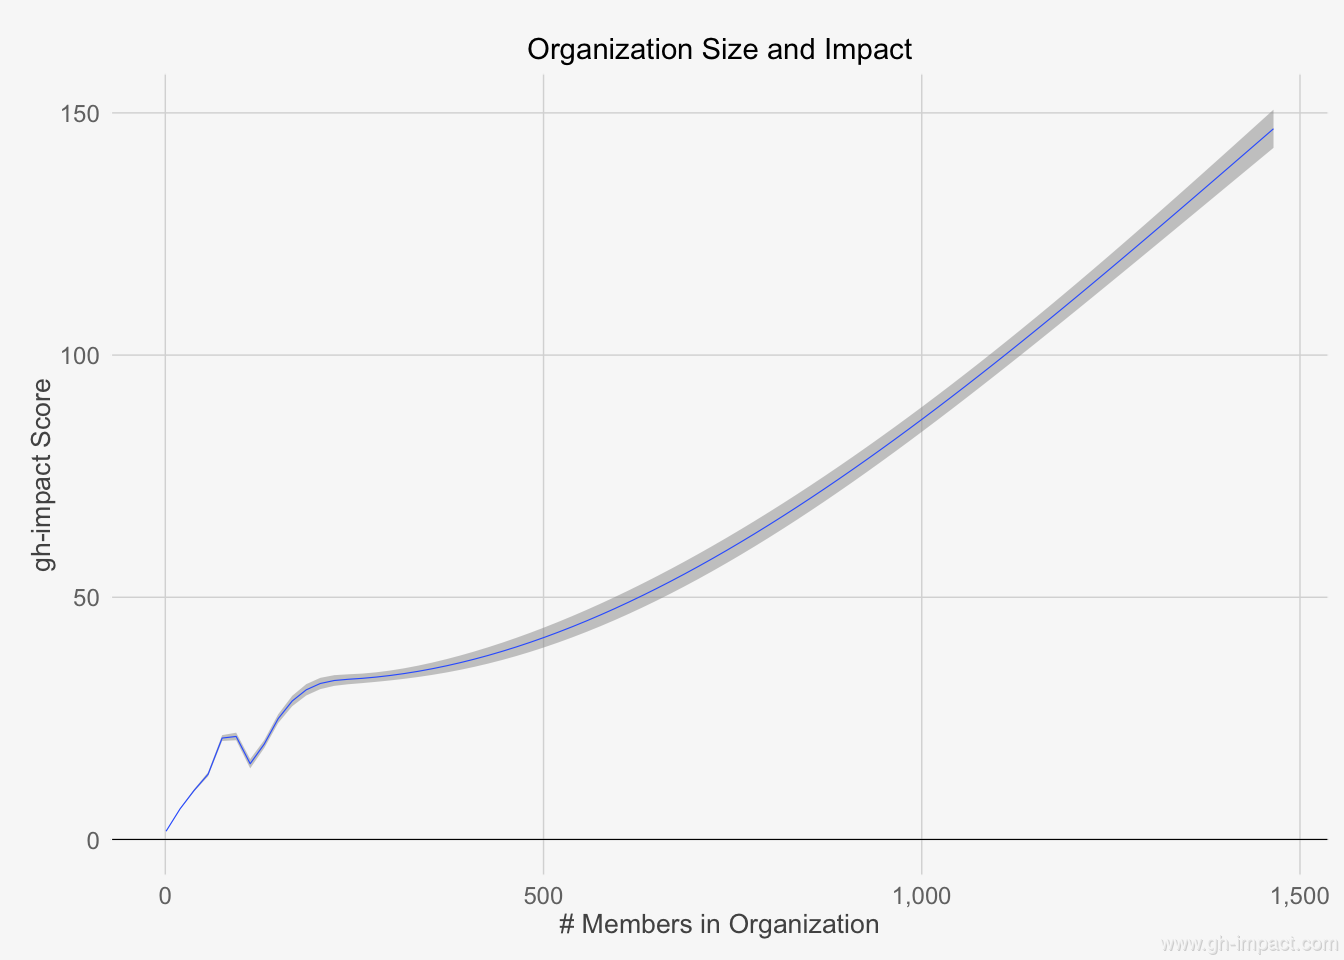 Organization Size and Impact
150
100
50
0
gh-impact Score
0 500 1,000 1,500
# Members in Organization
www.gh-impact.com